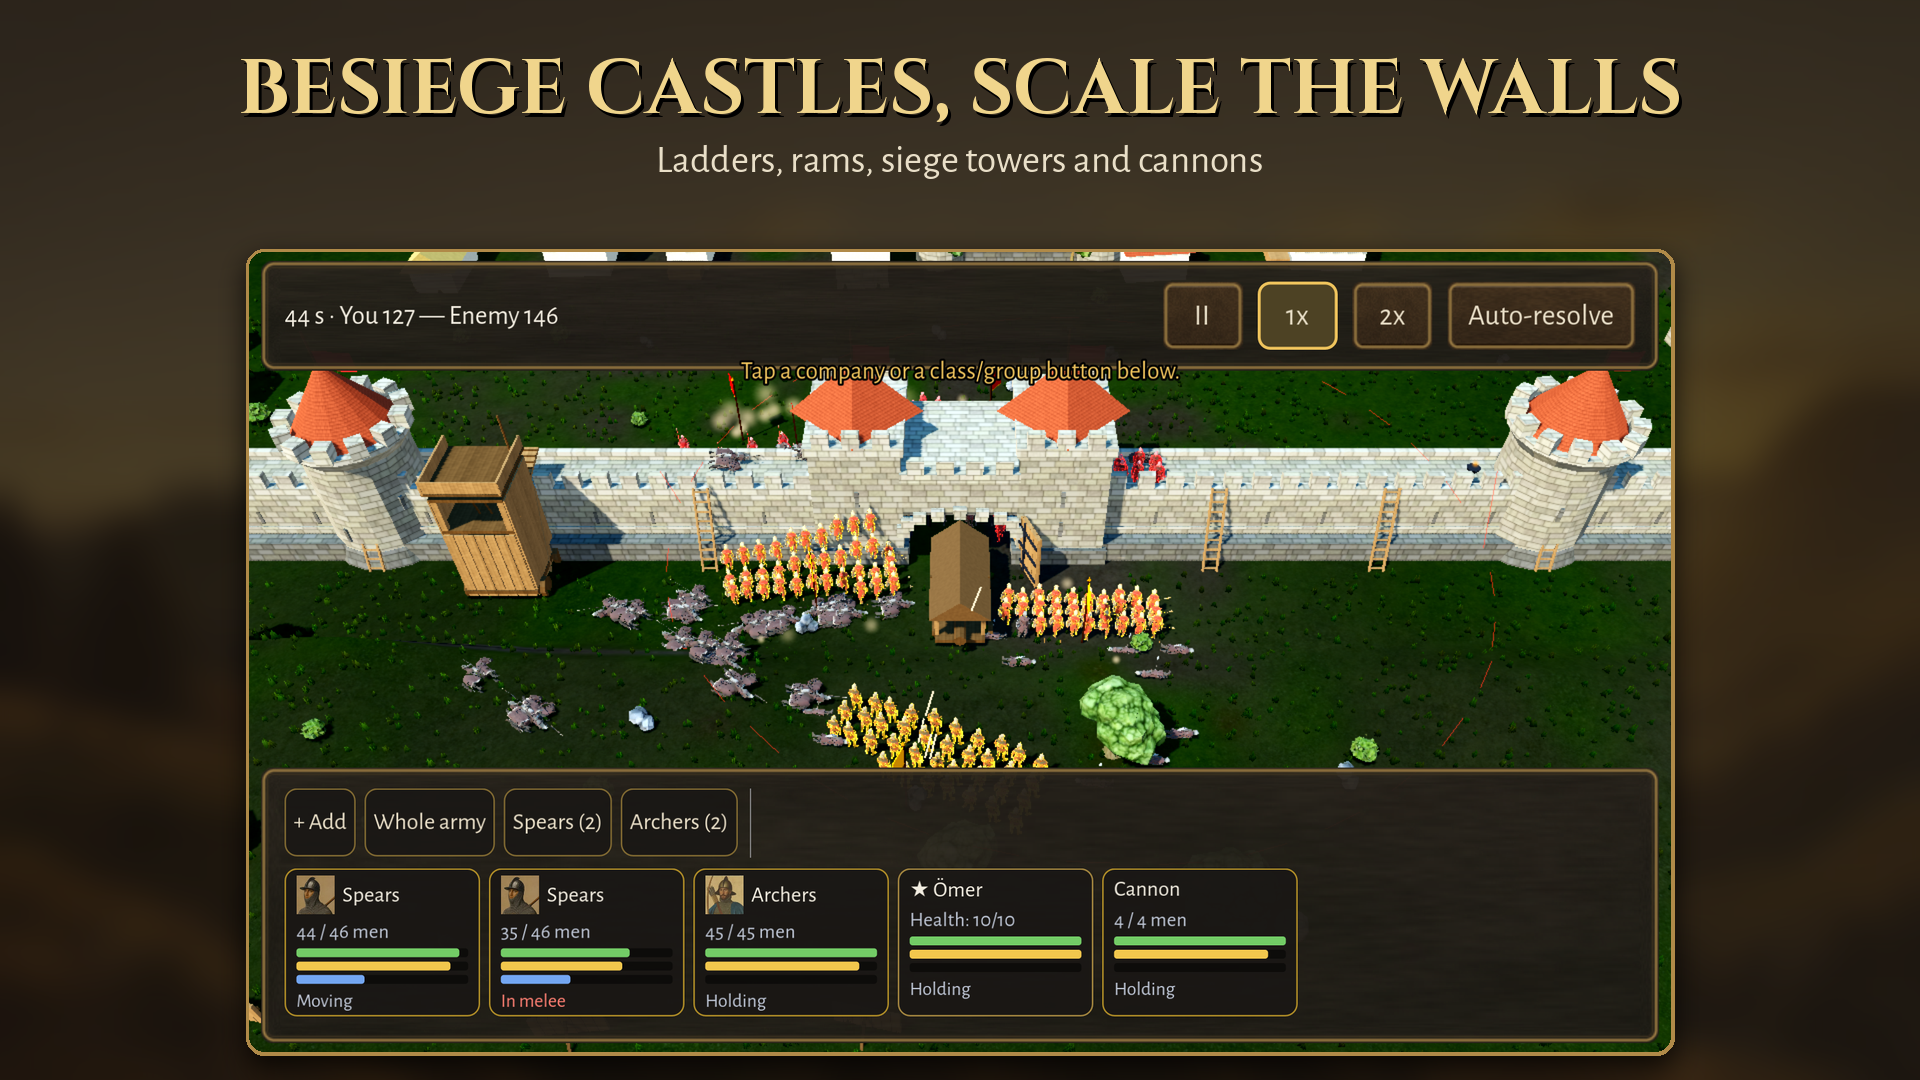 BESIEGE CASTLES, SCALE THE WALLS
Ladders, rams, siege towers and cannons
44 s · You 127 — Enemy 146
II
1x
2x
Auto-resolve
Tap a company or a class/group button below.
+ Add
Whole army
Spears (2)
Archers (2)
Spears
44 / 46 men
Moving
Spears
35 / 46 men
In melee
Archers
45 / 45 men
Holding
★ Ömer
Health: 10/10
Holding
Cannon
4 / 4 men
Holding